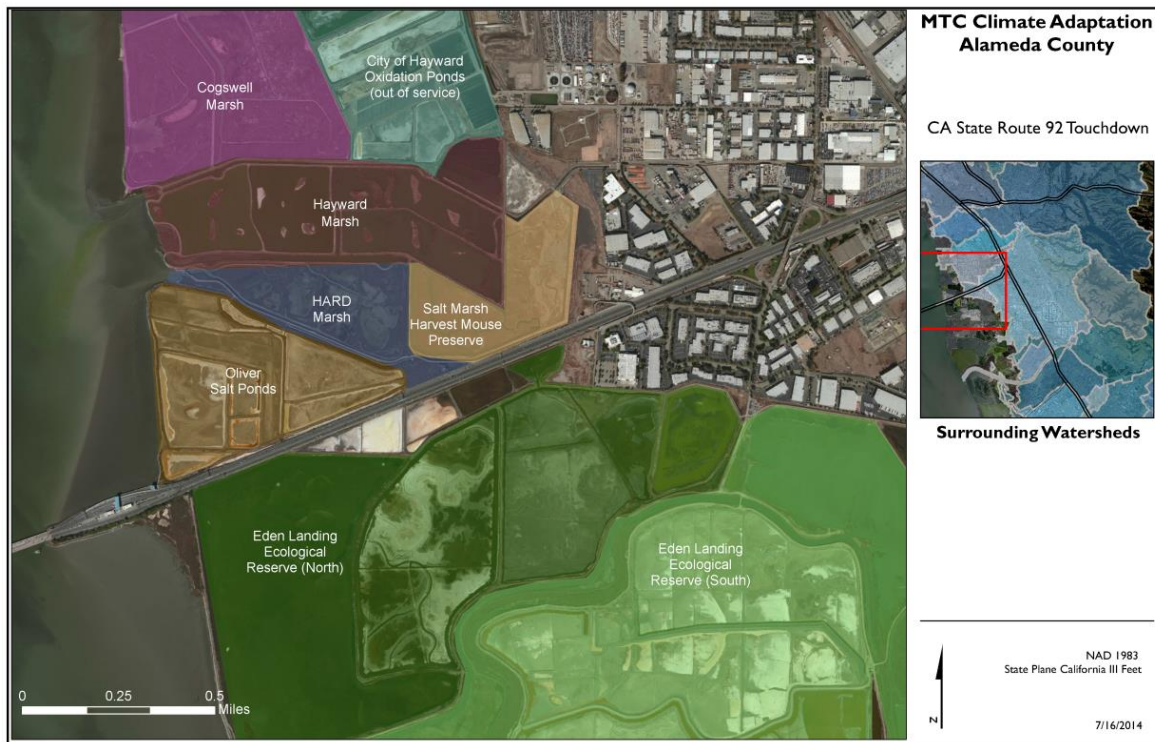 MTC Climate Adaptation
Alameda County
CA State Route 92 Touchdown
Surrounding Watersheds
NAD 1983
State Plane California III Feet
7/16/2014
N
Cogswell
Marsh
City of Hayward
Oxidation Ponds
(out of service)
Hayward
Marsh
HARD
Marsh
Salt Marsh
Harvest Mouse
Preserve
Oliver
Salt Ponds
Eden Landing
Ecological
Reserve (North)
Eden Landing
Ecological
Reserve (South)
0 0.25 0.5
Miles